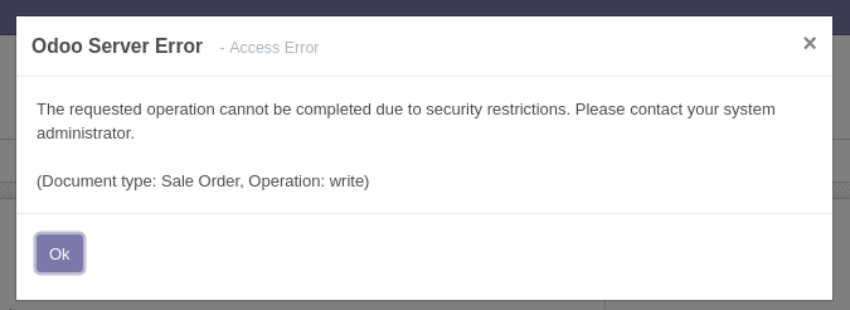 Odoo Server Error - Access Error ×
The requested operation cannot be completed due to security restrictions. Please contact your system
administrator.
(Document type: Sale Order, Operation: write)
Ok